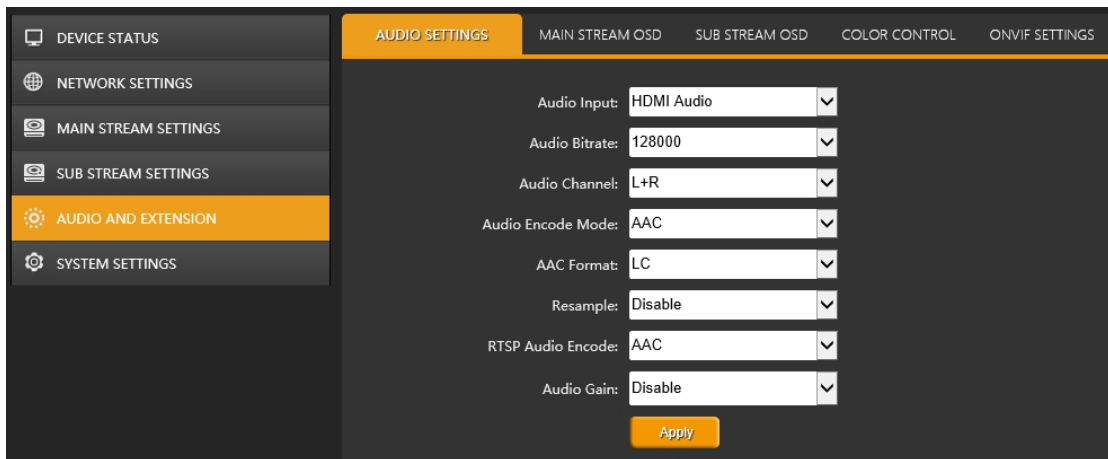 DEVICE STATUS
NETWORK SETTINGS
MAIN STREAM SETTINGS
SUB STREAM SETTINGS
AUDIO AND EXTENSION
SYSTEM SETTINGS
AUDIO SETTINGS MAIN STREAM OSD SUB STREAM OSD COLOR CONTROL ONVIF SETTINGS
Audio Input: HDMI Audio
Audio Bitrate: 128000
Audio Channel: L+R
Audio Encode Mode: AAC
AAC Format: LC
Resample: Disable
RTSP Audio Encode: AAC
Audio Gain: Disable
Apply